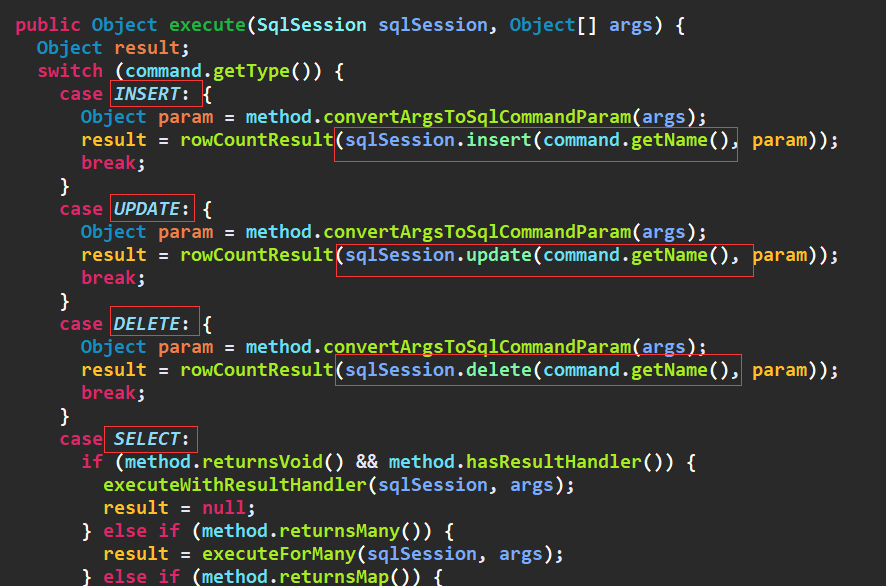 public Object execute(SqlSession sqlSession, Object[] args) {
Object result;
switch (command.getType()) {
case INSERT: {
Object param = method.convertArgsToSqlCommandParam(args);
result = rowCountResult(sqlSession.insert(command.getName(), param));
break;
}
case UPDATE: {
Object param = method.convertArgsToSqlCommandParam(args);
result = rowCountResult(sqlSession.update(command.getName(), param));
break;
}
case DELETE: {
Object param = method.convertArgsToSqlCommandParam(args);
result = rowCountResult(sqlSession.delete(command.getName(), param));
break;
}
case SELECT:
if (method.returnsVoid() && method.hasResultHandler()) {
executeWithResultHandler(sqlSession, args);
result = null;
} else if (method.returnsMany()) {
result = executeForMany(sqlSession, args);
} else if (method.returnsMap()) {